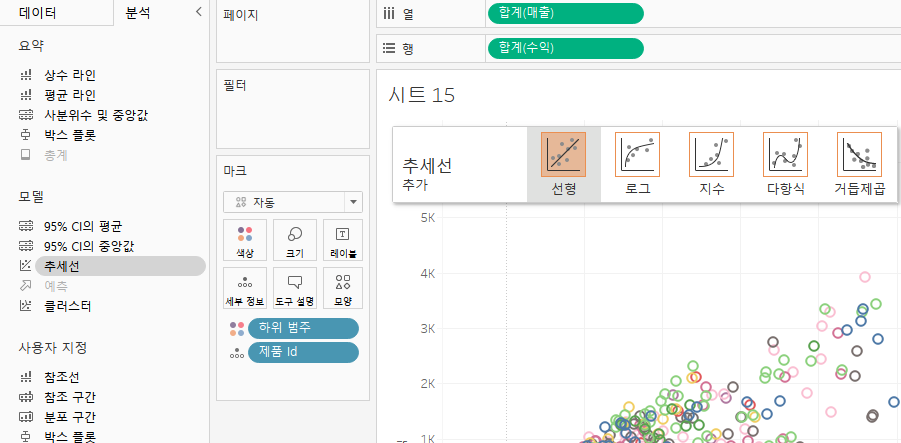 데이터
분석
요약
상수 라인
평균 라인
사분위수 및 중앙값
박스 플롯
총계
모델
95% CI의 평균
95% CI의 중앙값
추세선
예측
클러스터
사용자 지정
참조선
참조 구간
분포 구간
박스 플롯
페이지
필터
마크
자동
색상
크기
레이블
세부 정보
도구 설명
모양
하위 범주
제품 Id
열
합계(매출)
행
합계(수익)
시트 15
추세선
추가
선형
로그
지수
다항식
거듭제곱
5K
4K
3K
2K
1K